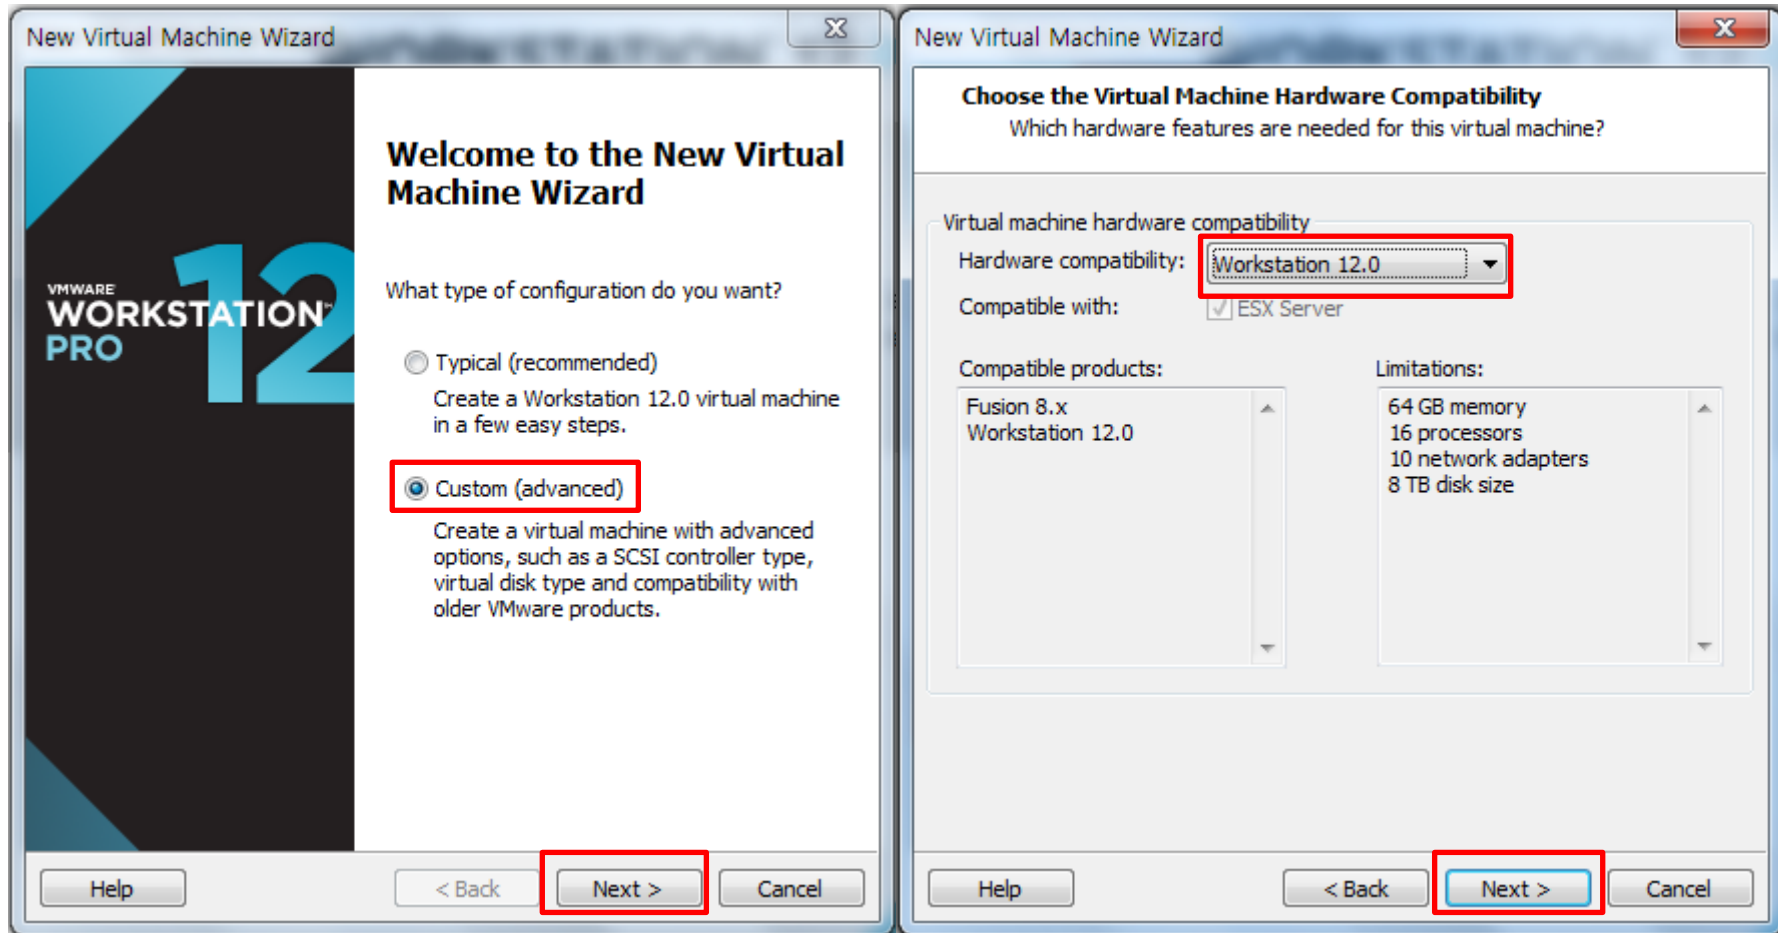 New Virtual Machine Wizard
VMWARE
WORKSTATION™
PRO
12
Welcome to the New Virtual
Machine Wizard
What type of configuration do you want?
Typical (recommended)
Create a Workstation 12.0 virtual machine
in a few easy steps.
Custom (advanced)
Create a virtual machine with advanced
options, such as a SCSI controller type,
virtual disk type and compatibility with
older VMware products.
Help
< Back
Next >
Cancel
New Virtual Machine Wizard
Choose the Virtual Machine Hardware Compatibility
Which hardware features are needed for this virtual machine?
Virtual machine hardware compatibility
Hardware compatibility: Workstation 12.0
Compatible with: ESX Server
Compatible products:
Fusion 8.x
Workstation 12.0
Limitations:
64 GB memory
16 processors
10 network adapters
8 TB disk size
Help
< Back
Next >
Cancel